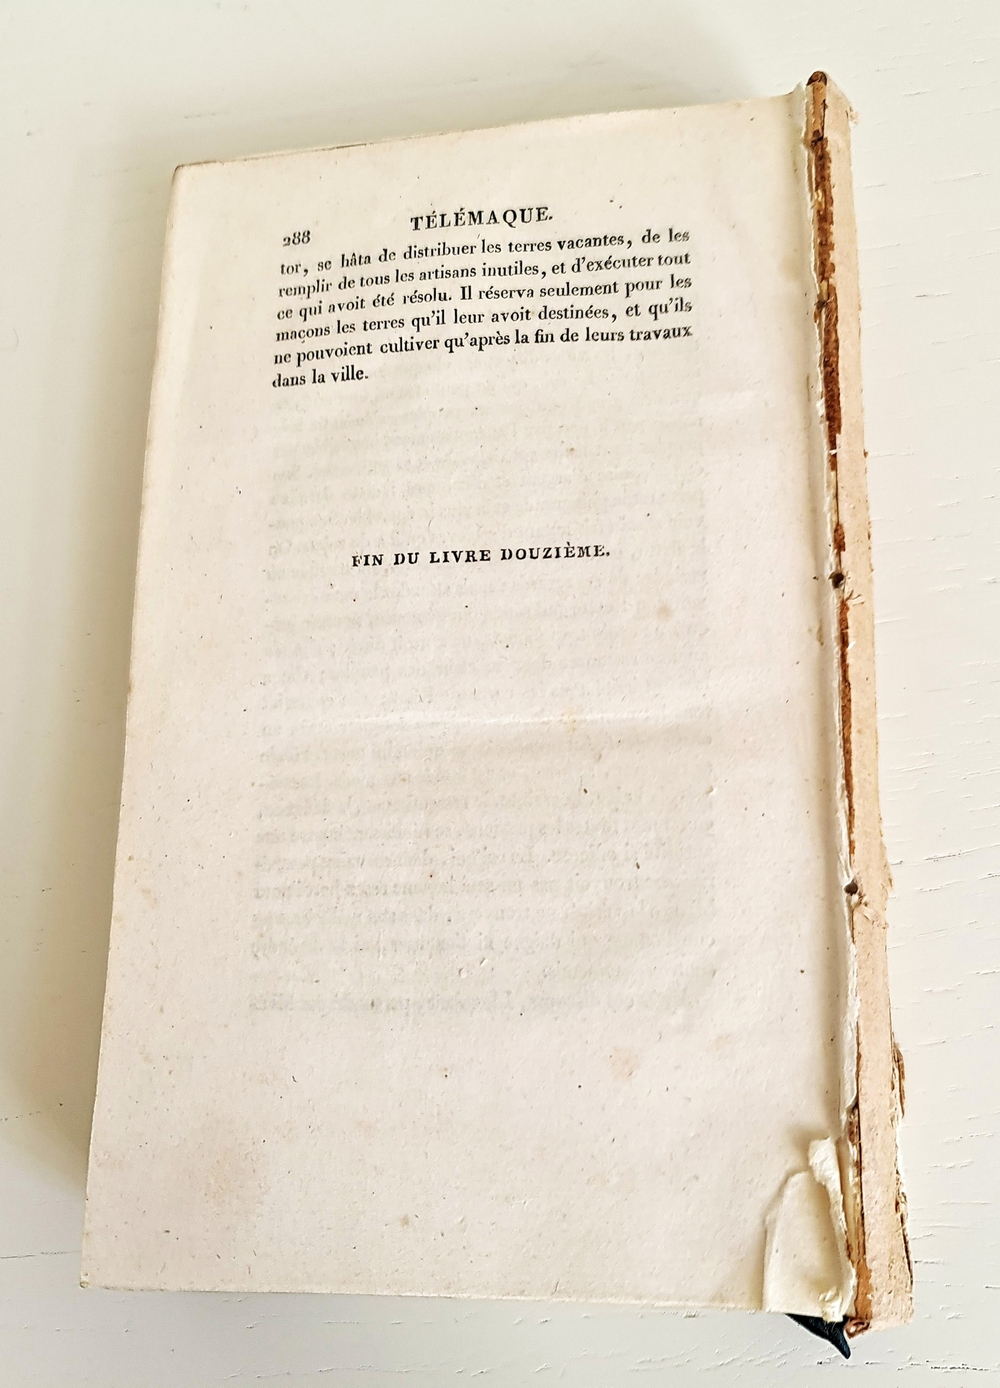 288
TÉLÉMAQUE.
tor, se hâta de distribuer les terres vacantes, de les
remplir de tous les artisans inutiles, et d'exécuter tout
ce qui avoit été résolu. Il réserva seulement pour les
maçons les terres qu'il leur avoit destinées, et qu'ils
ne pouvoient cultiver qu'après la fin de leurs travaux
dans la ville.
FIN DU LIVRE DOUZIÈME.